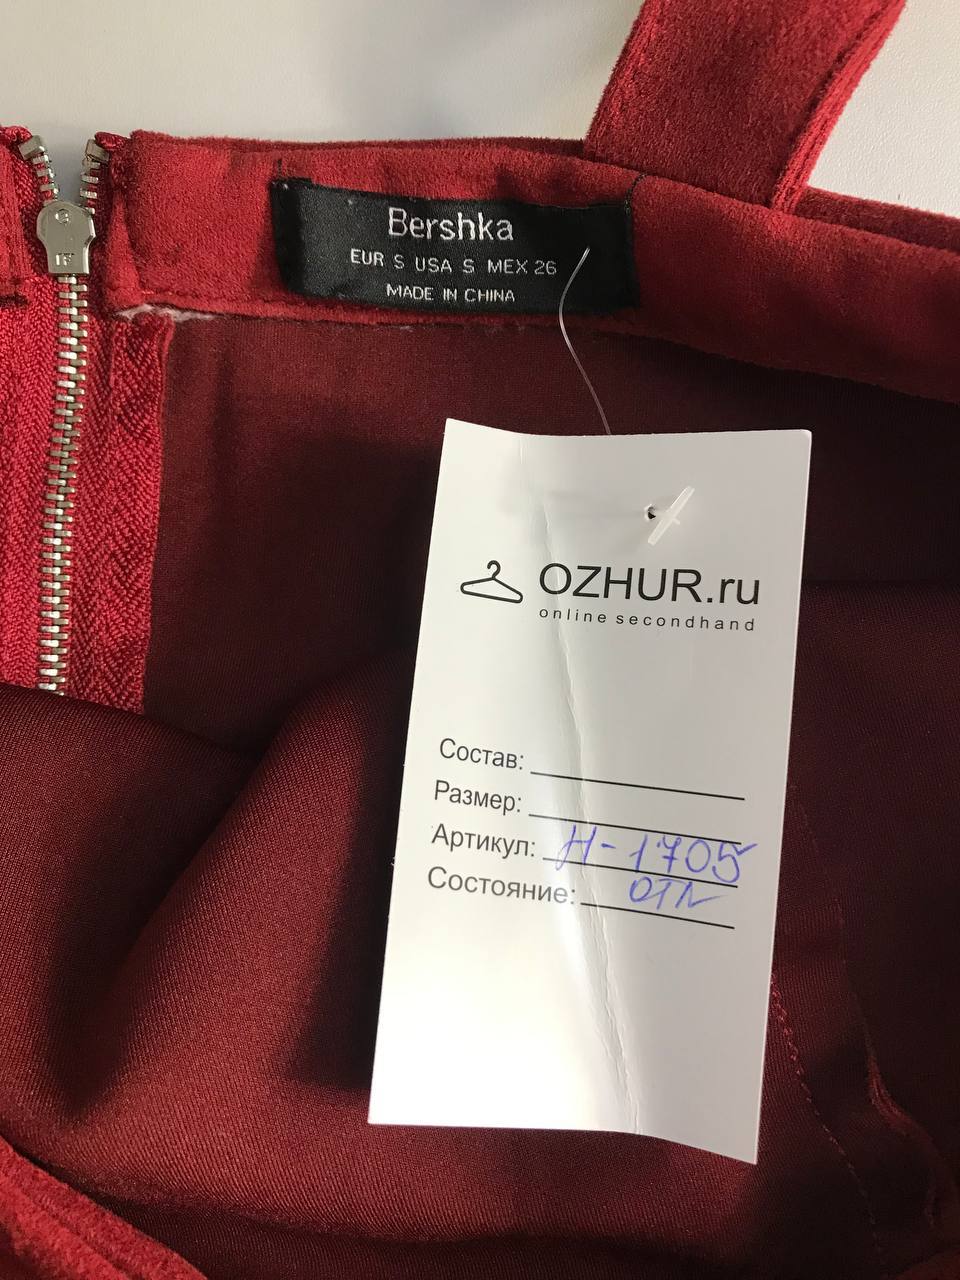 Bershka
EUR S USA S MEX 26
MADE IN CHINA
OZHUR.ru
online secondhand
Состав:
Размер:
Артикул: Н-1705
Состояние: отл